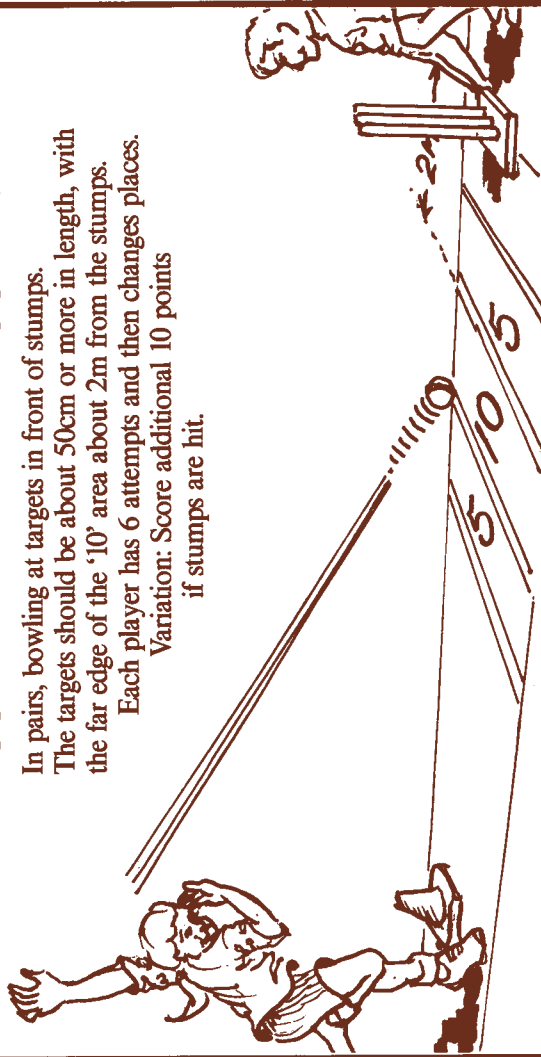 In pairs, bowling at targets in front of stumps.
The targets should be about 50cm or more in length, with
the far edge of the ‘10’ area about 2m from the stumps.
Each player has 6 attempts and then changes places.
Variation: Score additional 10 points
if stumps are hit.
2m
5
10
5